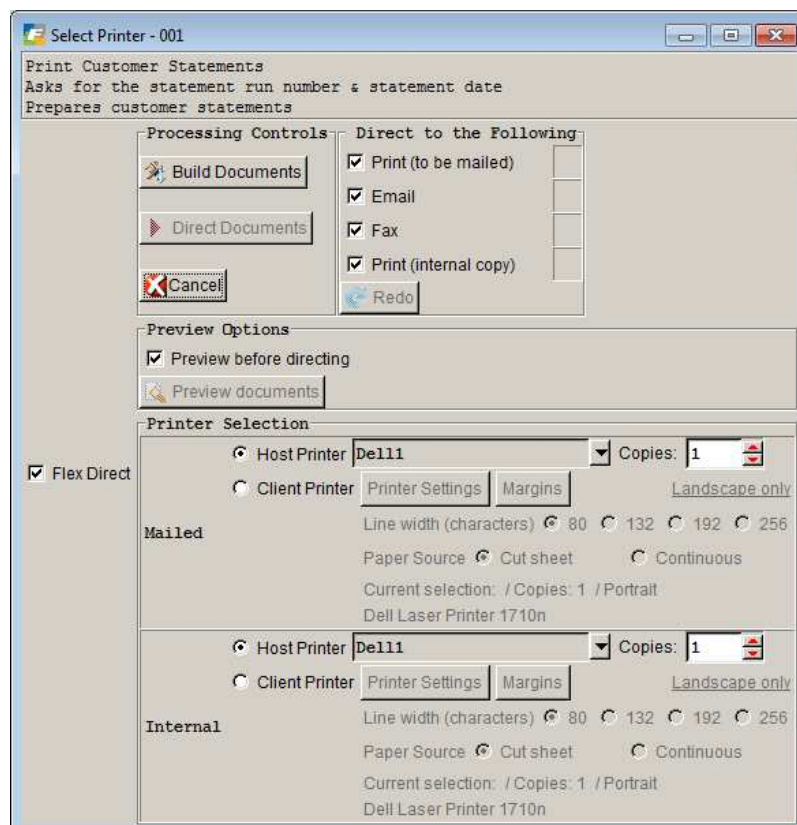 Select Printer - 001
Print Customer Statements
Asks for the statement run number & statement date
Prepares customer statements
Processing Controls
Direct to the Following
Build Documents
Print (to be mailed)
Email
Direct Documents
Fax
Print (internal copy)
Cancel
Redo
Preview Options
Preview before directing
Preview documents
Printer Selection
Flex Direct
Mailed
Host Printer Dell1 Copies: 1
Client Printer Printer Settings Margins Landscape only
Line width (characters) 80 132 192 256
Paper Source Cut sheet Continuous
Current selection: / Copies: 1 / Portrait
Dell Laser Printer 1710n
Internal
Host Printer Dell1 Copies: 1
Client Printer Printer Settings Margins Landscape only
Line width (characters) 80 132 192 256
Paper Source Cut sheet Continuous
Current selection: / Copies: 1 / Portrait
Dell Laser Printer 1710n